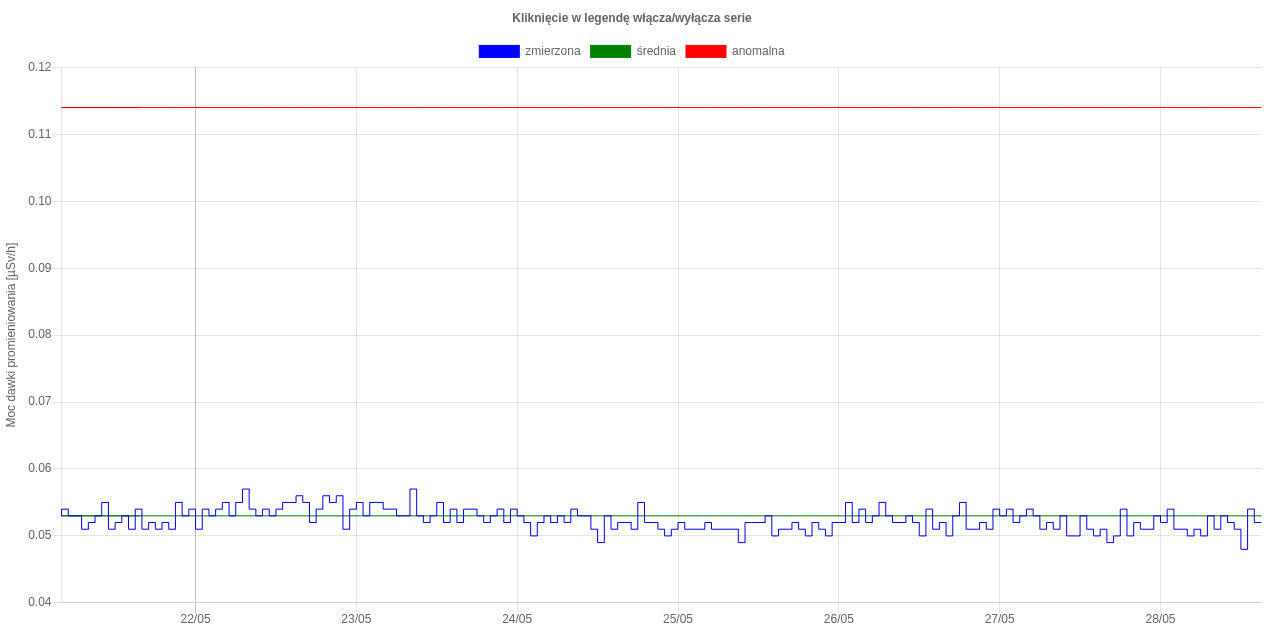 Kliknięcie w legendę włącza/wyłącza serie
zmierzona średnia anomalna
Moc dawki promieniowania [µSv/h]
0.12
0.11
0.10
0.09
0.08
0.07
0.06
0.05
0.04
22/05 23/05 24/05 25/05 26/05 27/05 28/05